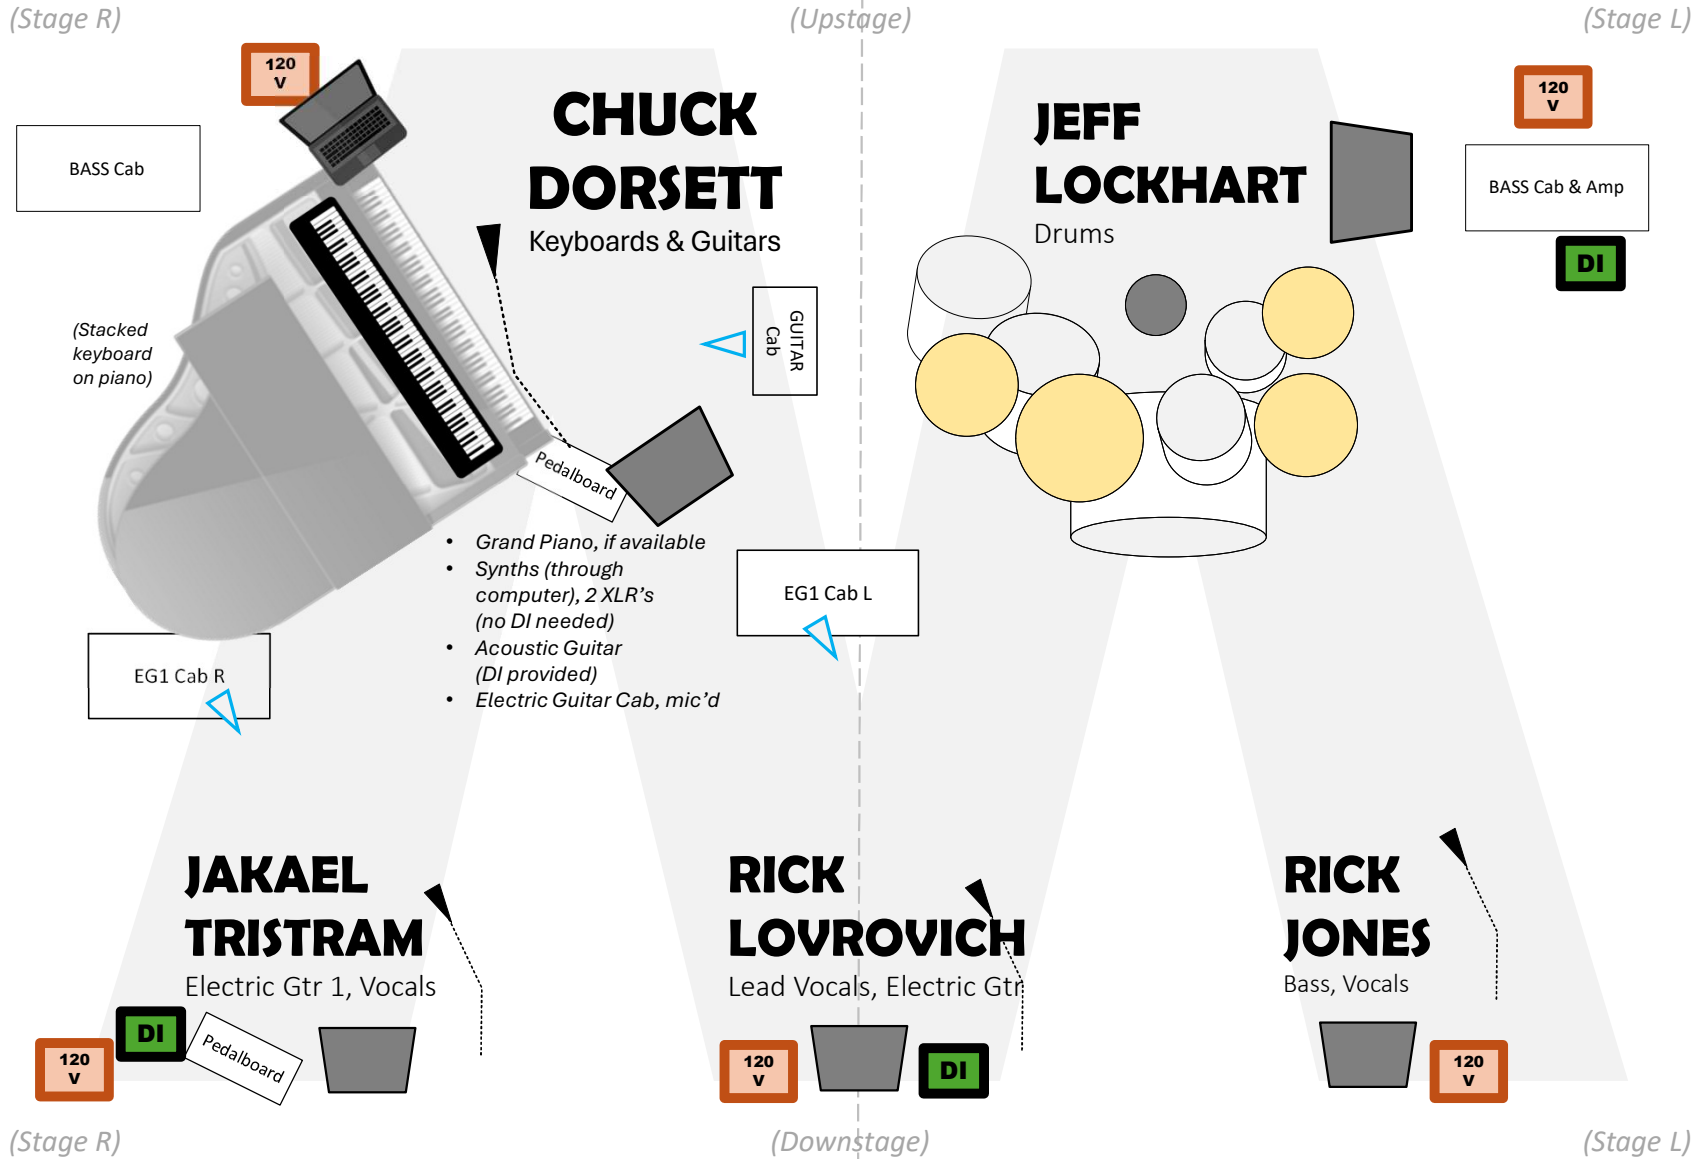 (Stage R)
(Upstage)
(Stage L)
120
V
BASS Cab
CHUCK
DORSETT
Keyboards & Guitars
(Stacked
keyboard
on piano)
GUITAR
Cab
Pedalboard
• Grand Piano, if available
• Synths (through
computer), 2 XLR's
(no DI needed)
• Acoustic Guitar
(DI provided)
• Electric Guitar Cab, mic'd
JEFF
LOCKHART
Drums
120
V
BASS Cab & Amp
DI
EG1 Cab L
EG1 Cab R
JAKAEL
TRISTRAM
Electric Gtr 1, Vocals
120
V
DI
Pedalboard
RICK
LOVROVICH
Lead Vocals, Electric Gtr
120
V
DI
RICK
JONES
Bass, Vocals
120
V
(Stage R)
(Downstage)
(Stage L)